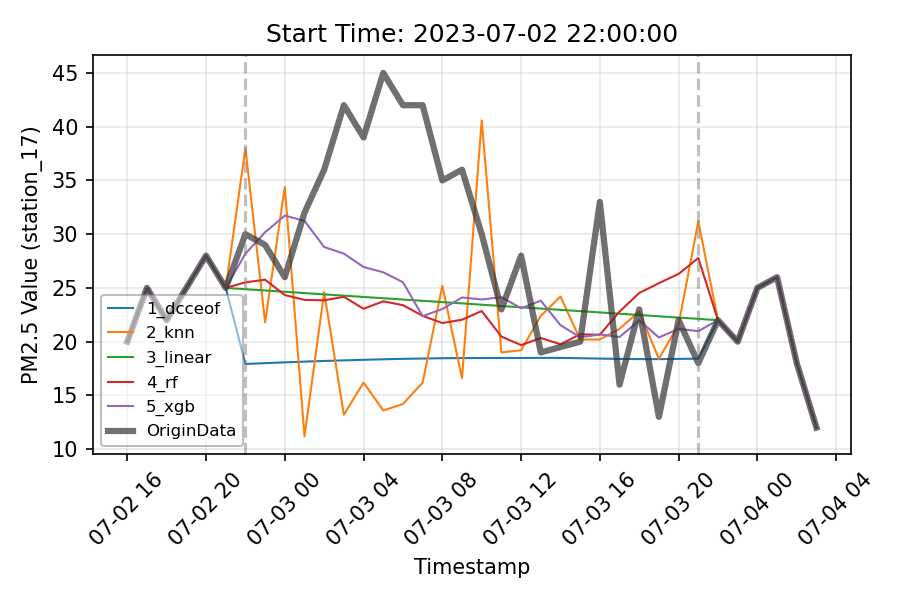 Start Time: 2023-07-02 22:00:00
PM2.5 Value (station_17)
45
40
35
30
25
20
15
10
1_dcceof
2_knn
3_linear
4_rf
5_xgb
OriginData
07-02 16
07-02 20
07-03 00
07-03 04
07-03 08
07-03 12
07-03 16
07-03 20
07-04 00
07-04 04
Timestamp